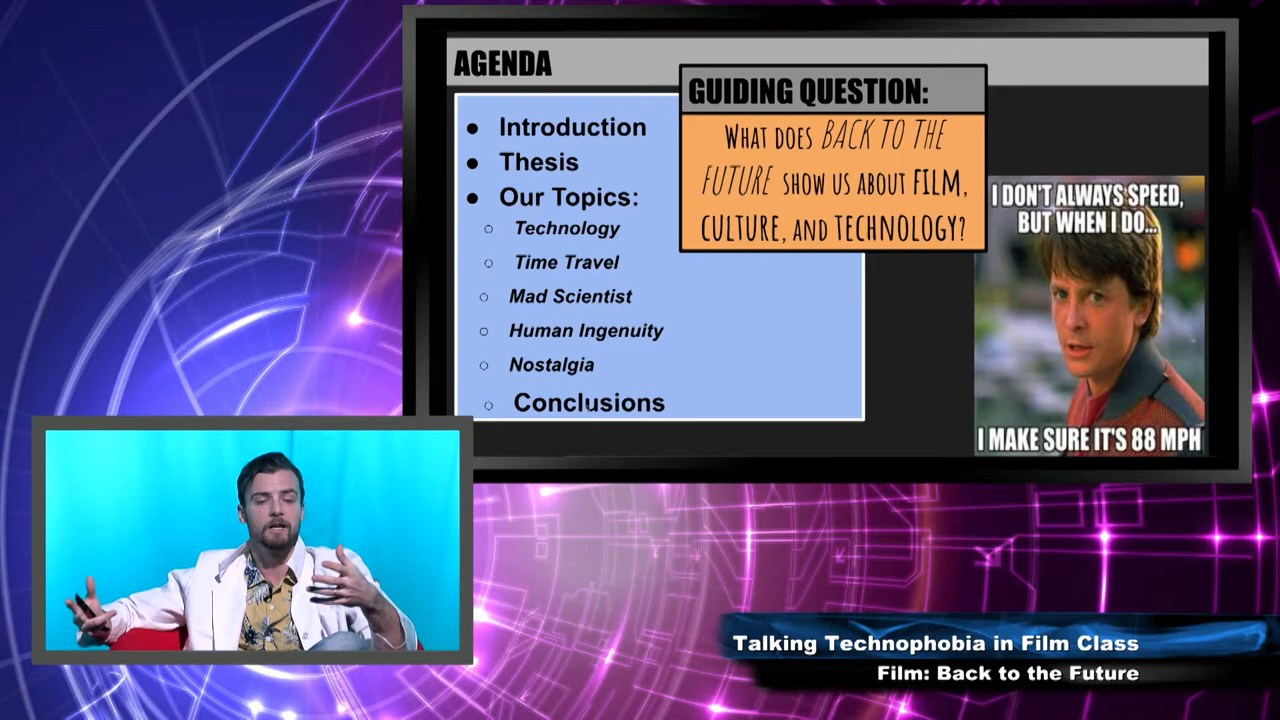 AGENDA
GUIDING QUESTION:
WHAT DOES BACK TO THE
FUTURE SHOW US ABOUT FILM,
CULTURE, AND TECHNOLOGY?
● Introduction
● Thesis
● Our Topics:
○ Technology
○ Time Travel
○ Mad Scientist
○ Human Ingenuity
○ Nostalgia
○ Conclusions
I DON'T ALWAYS SPEED,
BUT WHEN I DO...
I MAKE SURE IT'S 88 MPH
Talking Technophobia in Film Class
Film: Back to the Future